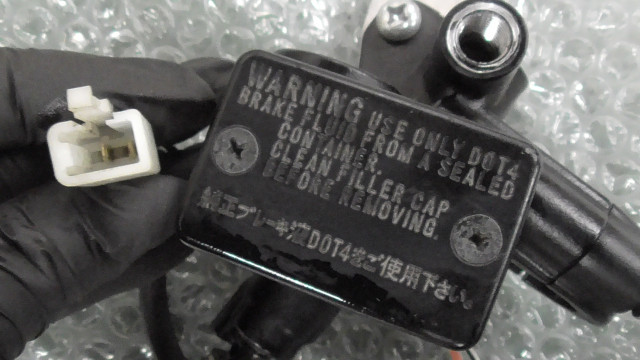 WARNING USE ONLY DOT4
BRAKE FLUID FROM A SEALED
CONTAINER.
CLEAN FILLER CAP
BEFORE REMOVING.
純正ブレーキ液DOT4をご使用下さい。